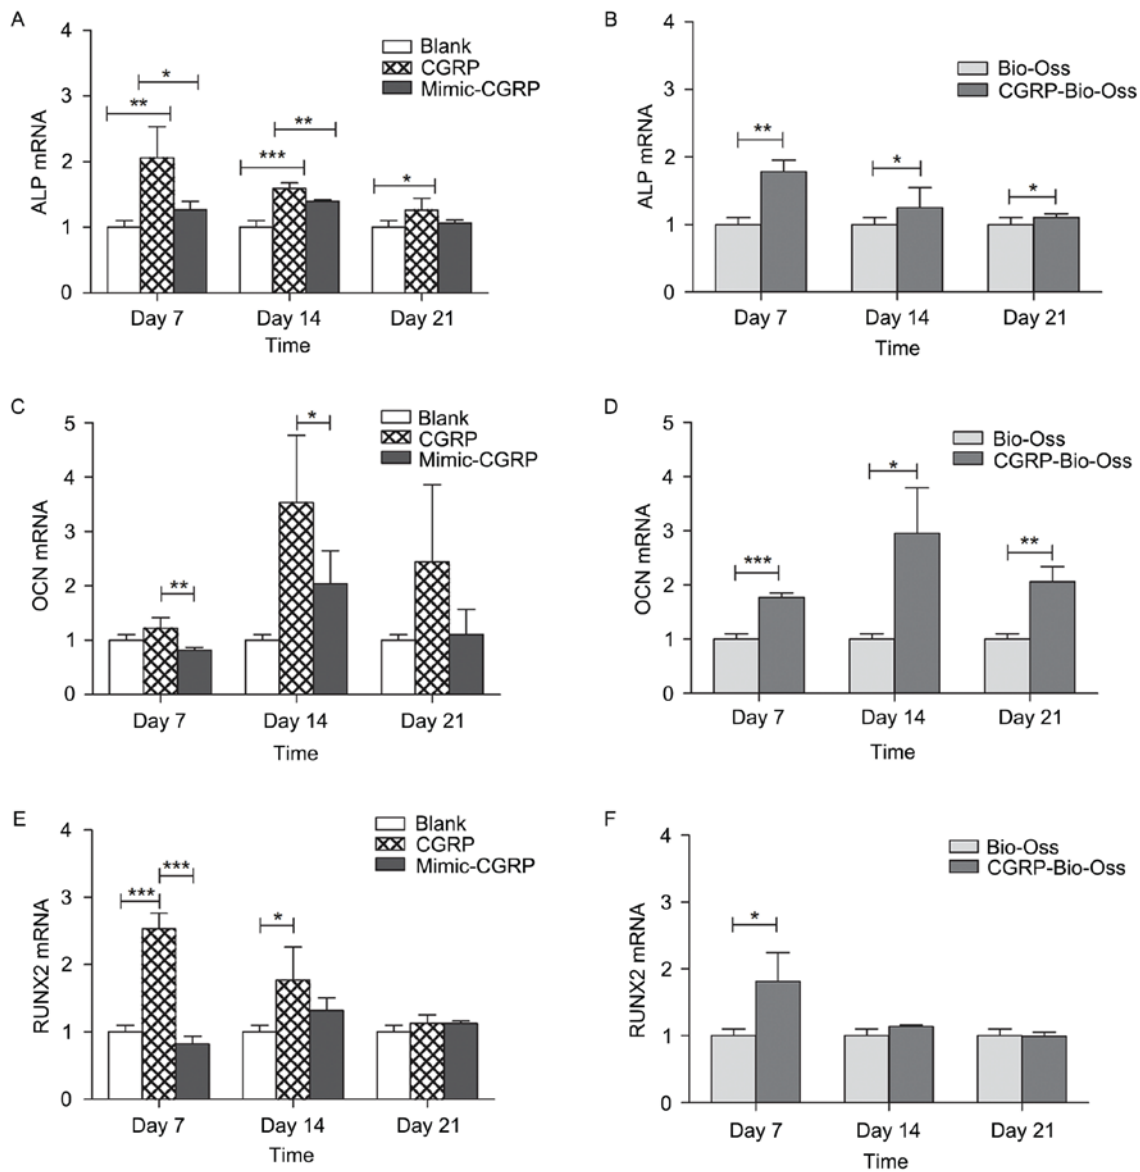 A
ALP mRNA
4
3
2
1
0
Blank
CGRP
Mimic-CGRP
** * *** ** *
Day 7 Day 14 Day 21
Time
B
ALP mRNA
4
3
2
1
0
Bio-Oss
CGRP-Bio-Oss
** * *
Day 7 Day 14 Day 21
Time
C
OCN mRNA
5
4
3
2
1
0
Blank
CGRP
Mimic-CGRP
** *
Day 7 Day 14 Day 21
Time
D
OCN mRNA
5
4
3
2
1
0
Bio-Oss
CGRP-Bio-Oss
*** * **
Day 7 Day 14 Day 21
Time
E
RUNX2 mRNA
4
3
2
1
0
Blank
CGRP
Mimic-CGRP
*** *** *
Day 7 Day 14 Day 21
Time
F
RUNX2 mRNA
4
3
2
1
0
Bio-Oss
CGRP-Bio-Oss
*
Day 7 Day 14 Day 21
Time